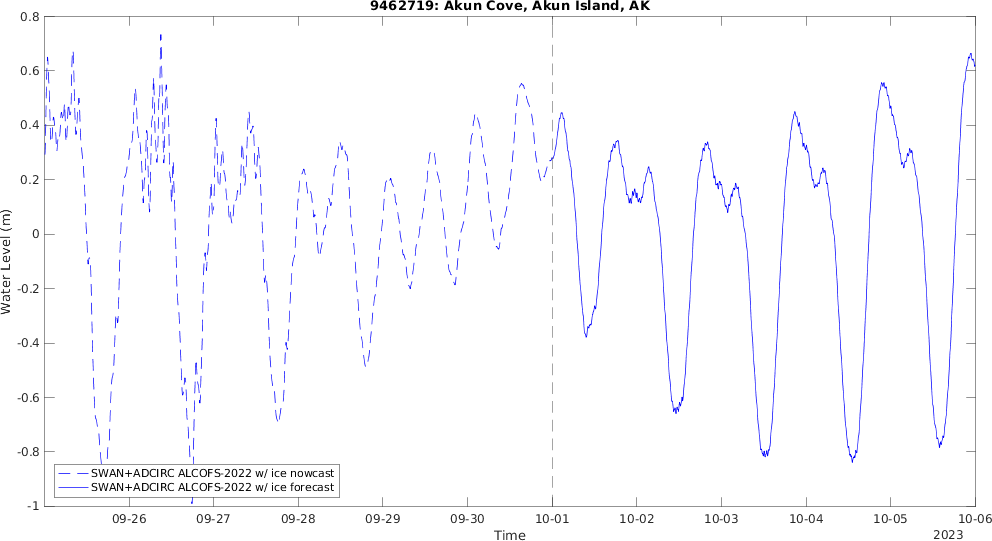 9462719: Akun Cove, Akun Island, AK
0.8
0.6
0.4
0.2
0
-0.2
-0.4
-0.6
-0.8
-1
Water Level (m)
SWAN+ADCIRC ALCOFS-2022 w/ ice nowcast
SWAN+ADCIRC ALCOFS-2022 w/ ice forecast
09-26 09-27 09-28 09-29 09-30 10-01 10-02 10-03 10-04 10-05 10-06
Time
2023